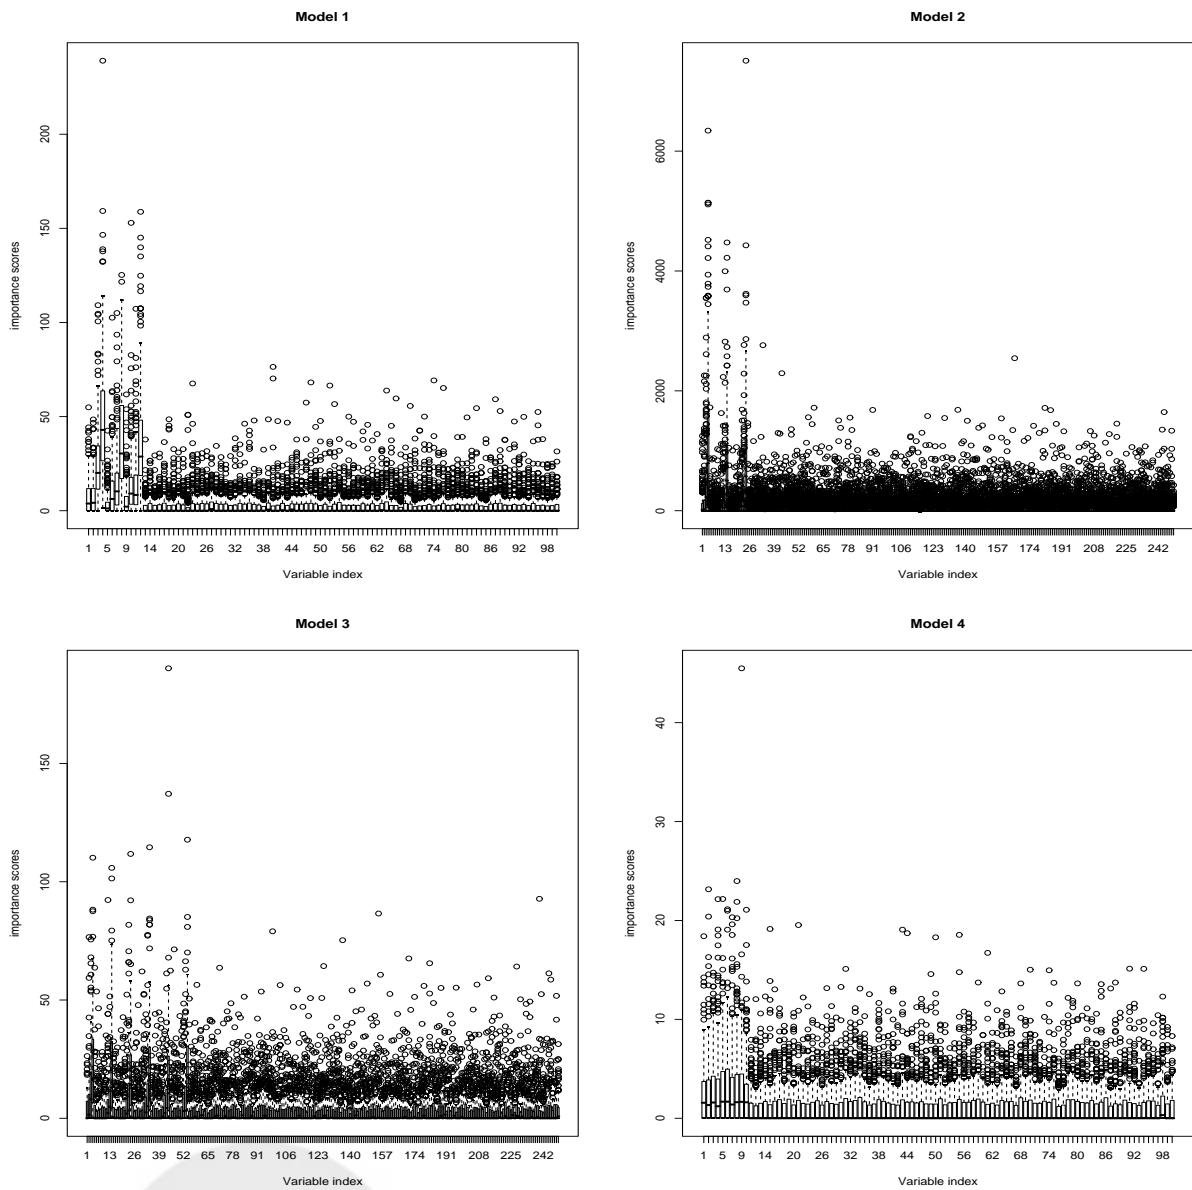 Model 1
importance scores
0 50 100 150 200
1 5 9 14 20 26 32 38 44 50 56 62 68 74 80 86 92 98
Variable index
Model 2
importance scores
0 2000 4000 6000
1 13 26 39 52 65 78 91 106 123 140 157 174 191 208 225 242
Variable index
Model 3
importance scores
0 50 100 150
1 13 26 39 52 65 78 91 106 123 140 157 174 191 208 225 242
Variable index
Model 4
importance scores
0 10 20 30 40
1 5 9 14 20 26 32 38 44 50 56 62 68 74 80 86 92 98
Variable index